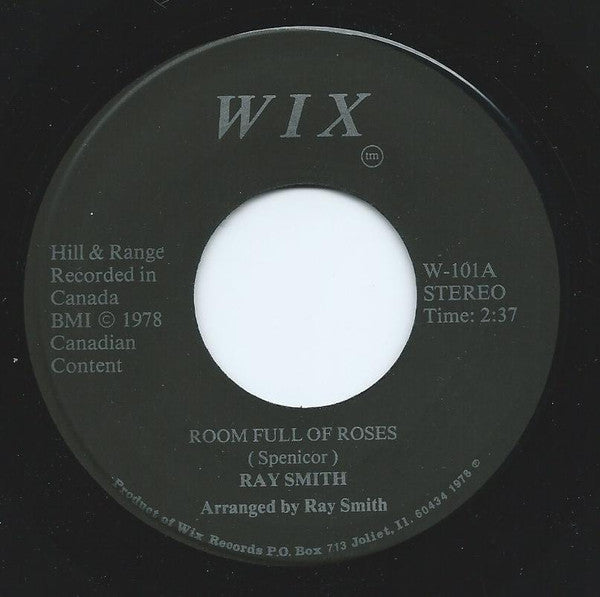 WIX
tm
Hill & Range
Recorded in
Canada
BMI © 1978
Canadian
Content
W-101A
STEREO
Time: 2:37
ROOM FULL OF ROSES
( Spenicor )
RAY SMITH
Arranged by Ray Smith
Product of Wix Records P.O. Box 713 Joliet, Il. 60434 1978 ©